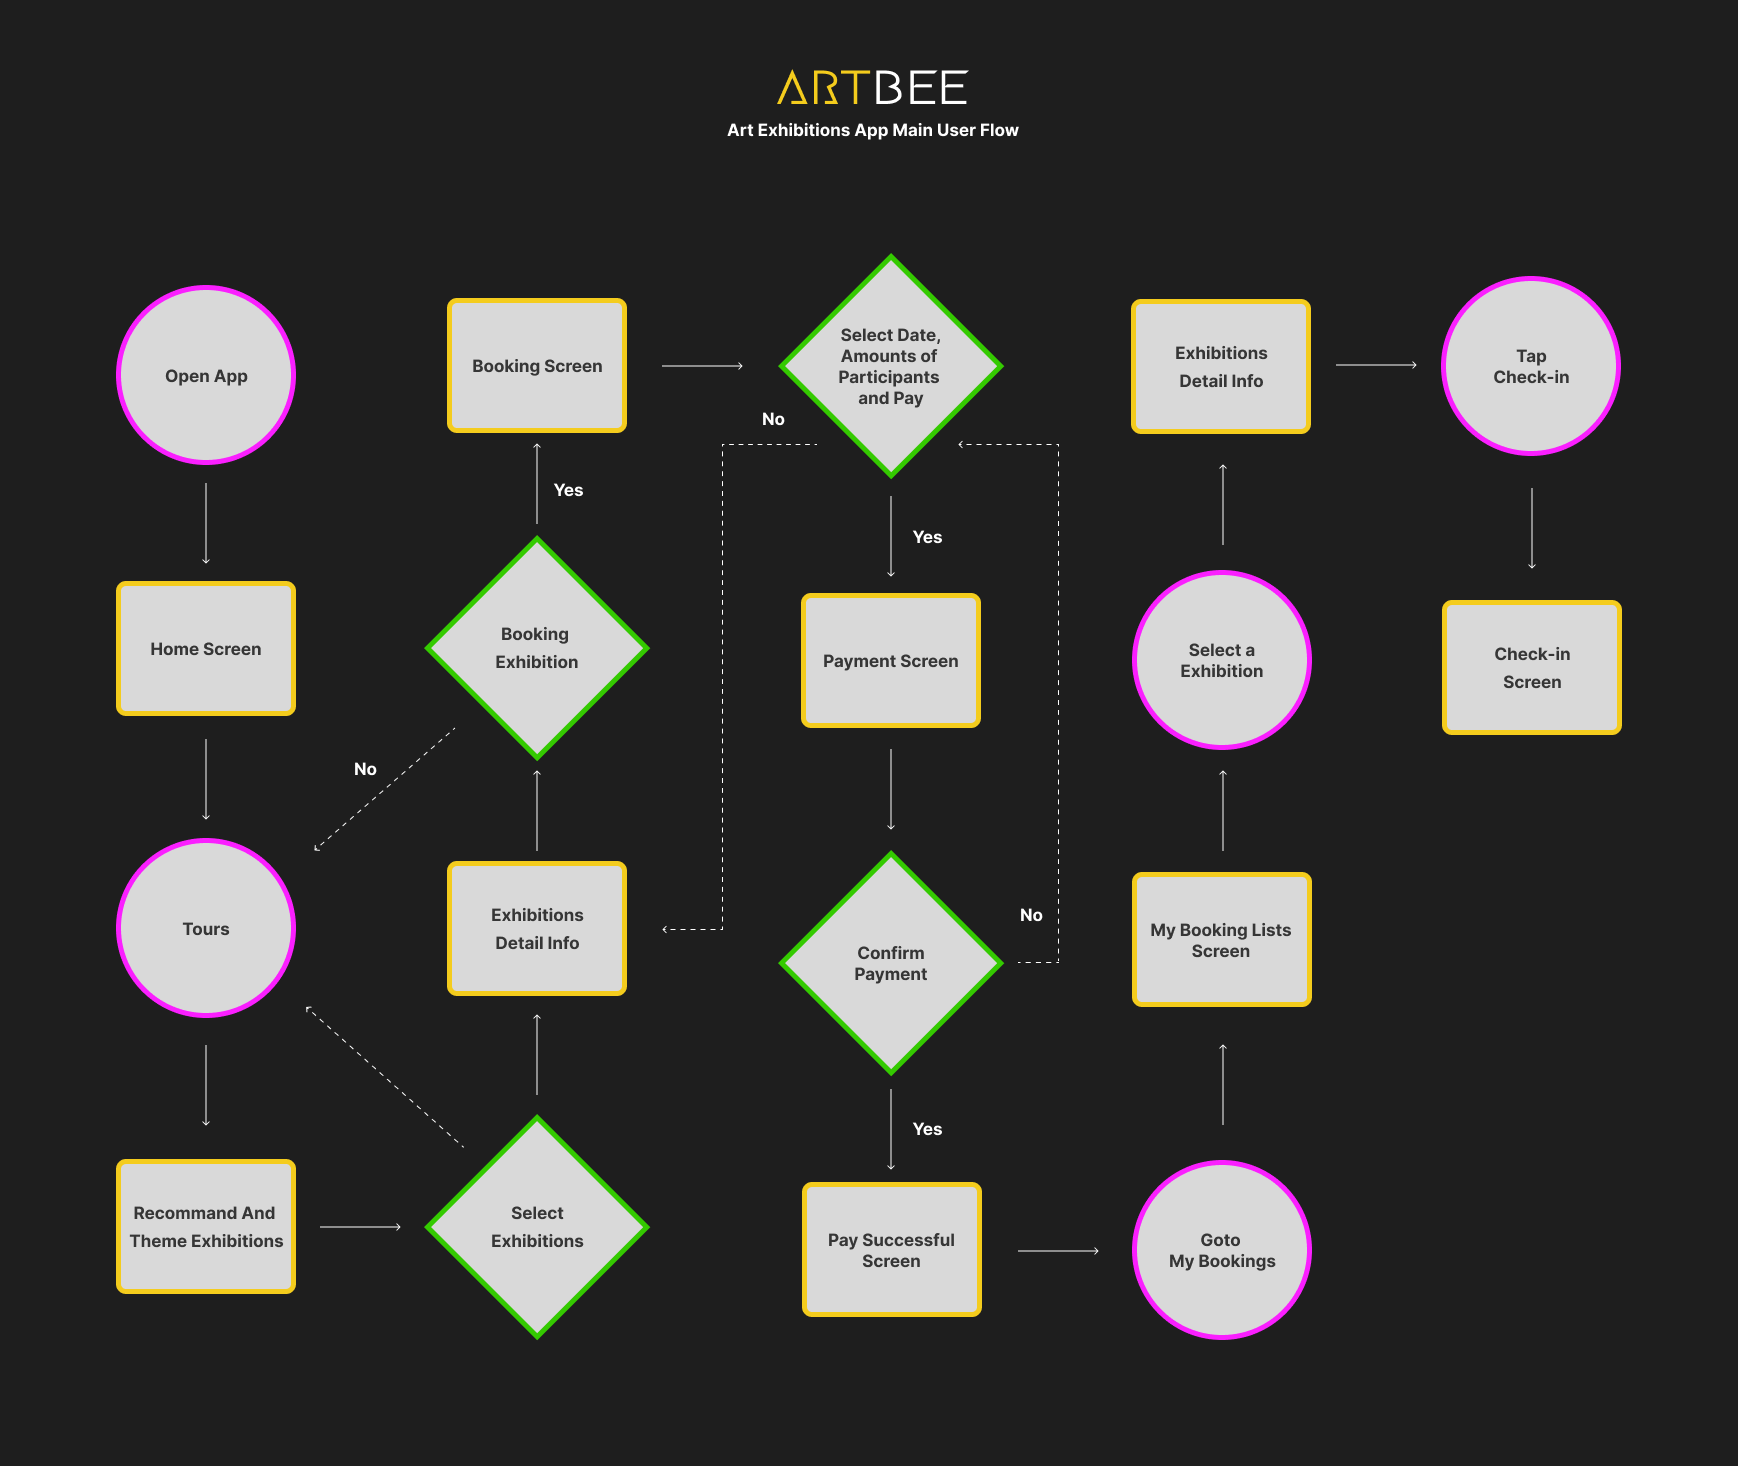 ARTBEE
Art Exhibitions App Main User Flow
Open App
Home Screen
Tours
Recommand And
Theme Exhibitions
Select
Exhibitions
Exhibitions
Detail Info
Booking
Exhibition
No
Yes
Booking Screen
Select Date,
Amounts of
Participants
and Pay
No
Yes
Payment Screen
Confirm
Payment
No
Yes
Pay Successful
Screen
Goto
My Bookings
My Booking Lists
Screen
Select a
Exhibition
Exhibitions
Detail Info
Tap
Check-in
Check-in
Screen